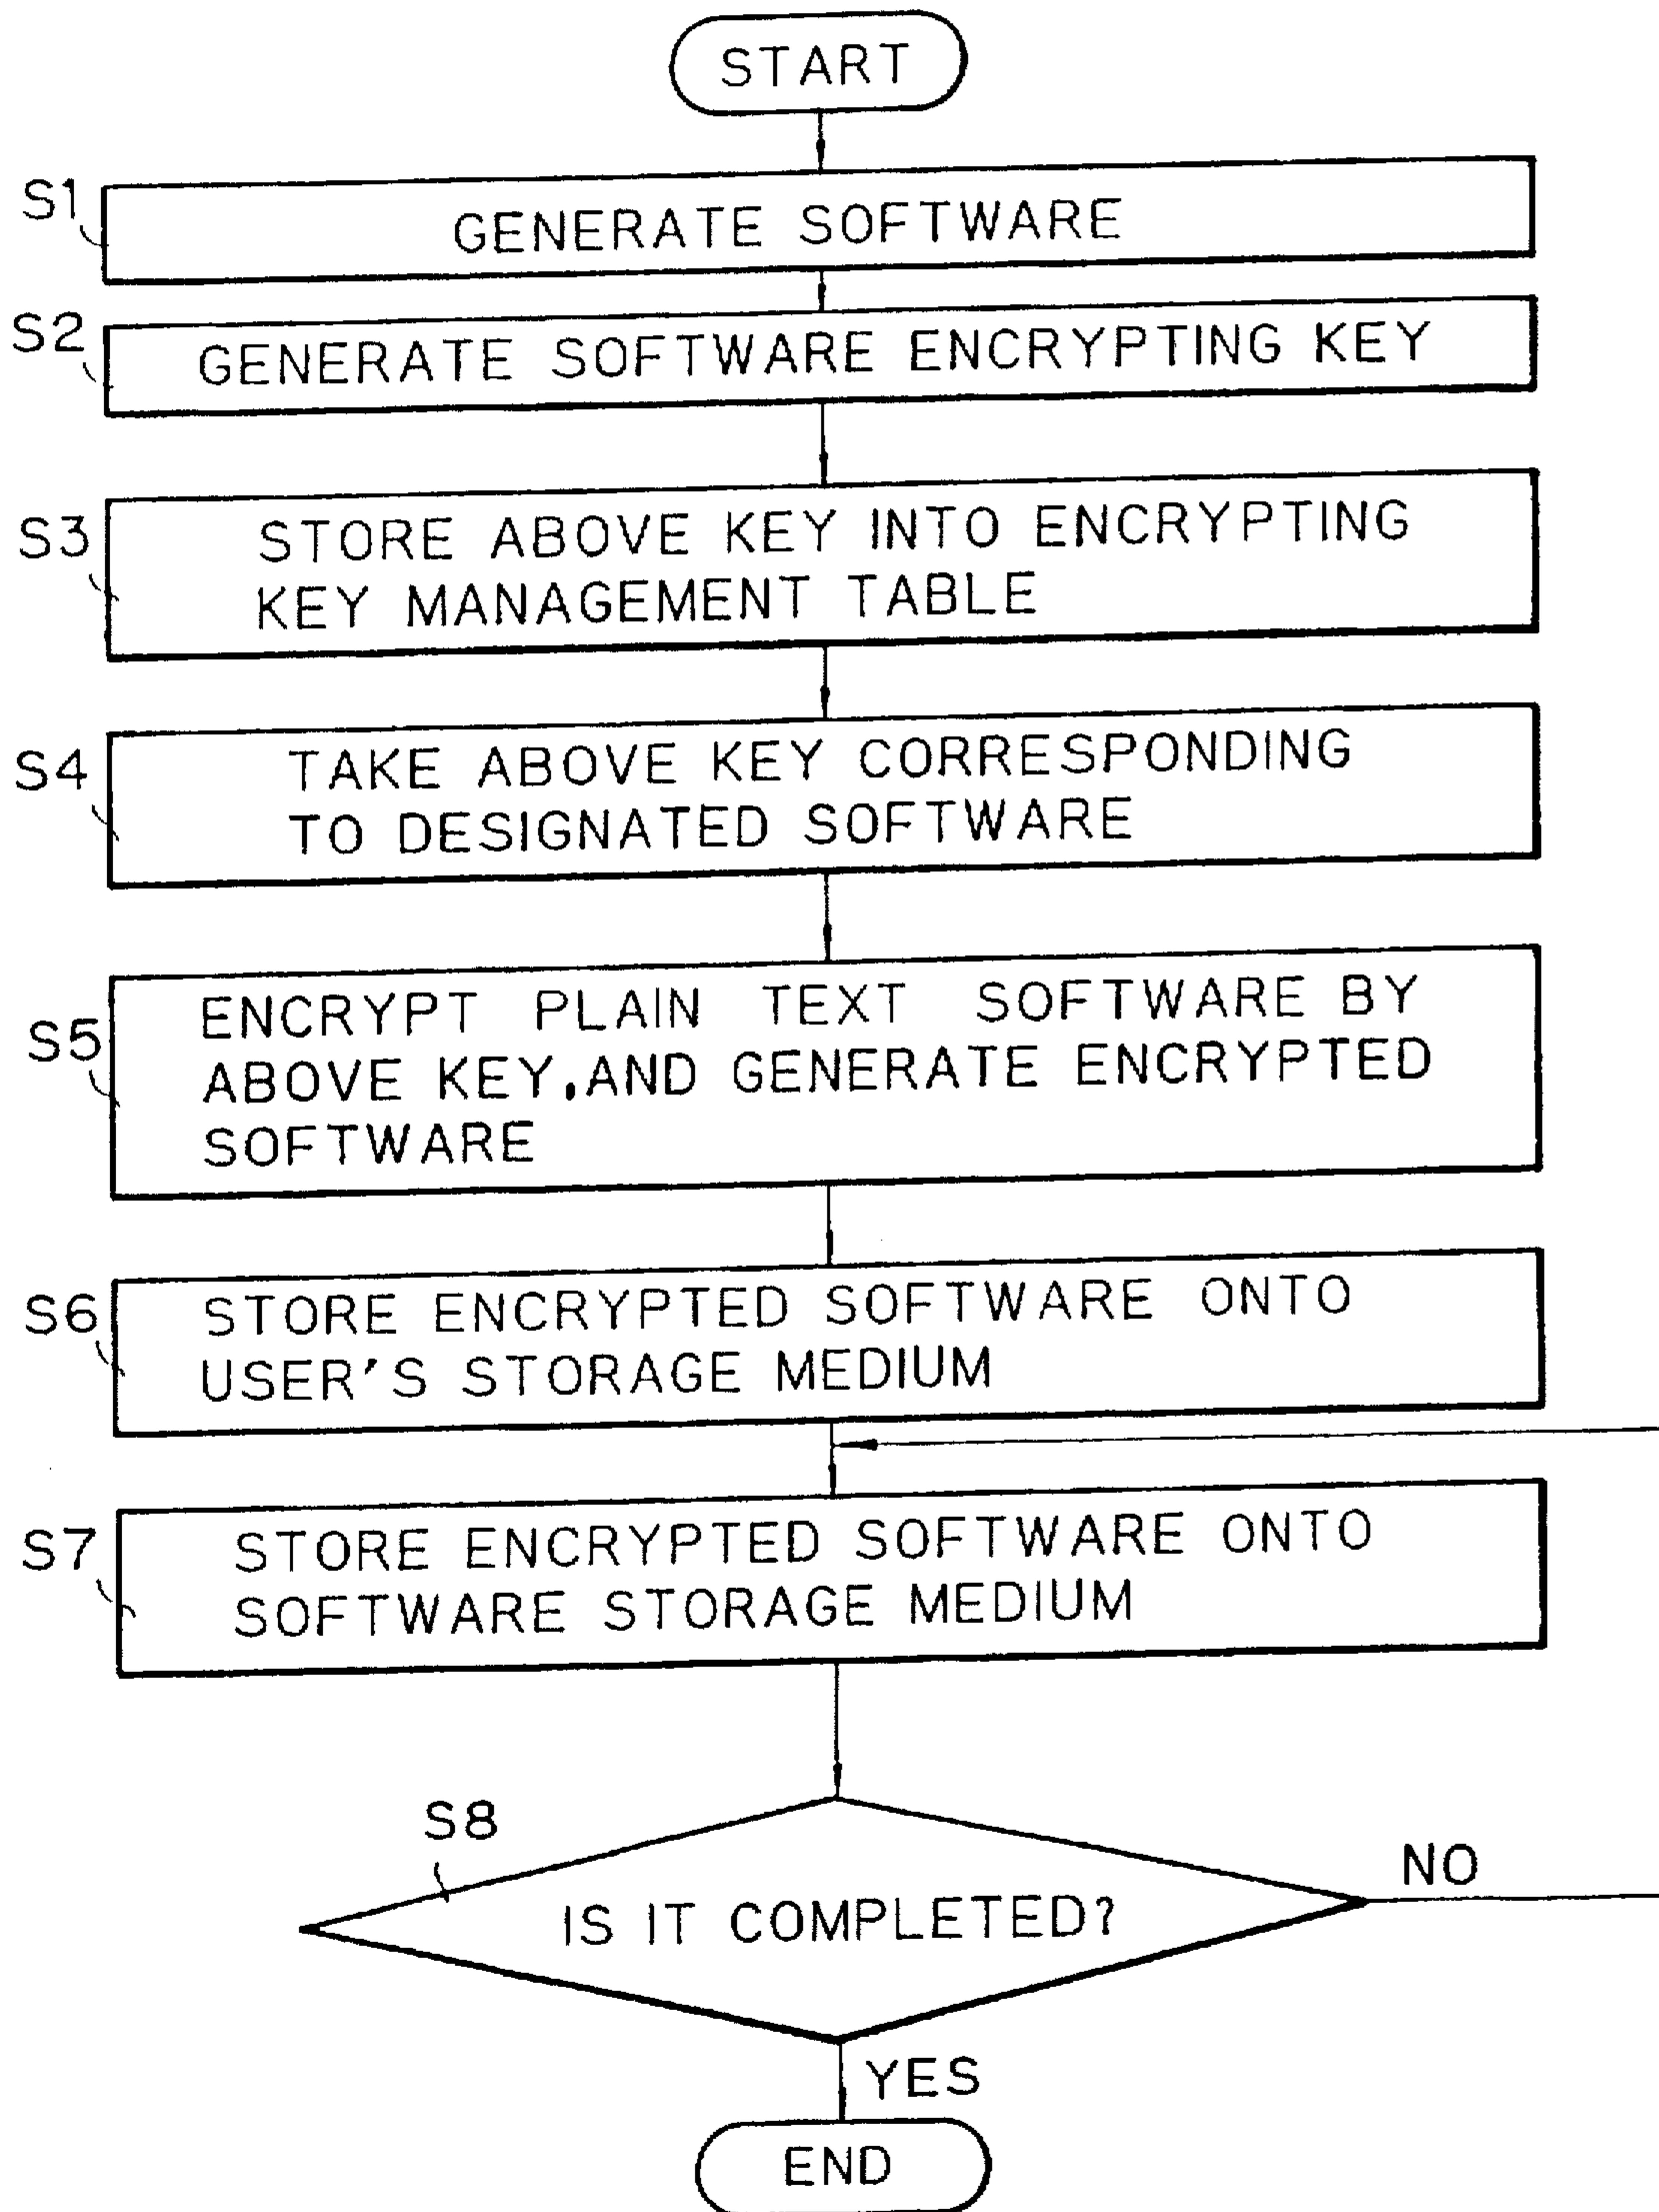 START
S1
GENERATE SOFTWARE
S2
GENERATE SOFTWARE ENCRYPTING KEY
S3
STORE ABOVE KEY INTO ENCRYPTING
KEY MANAGEMENT TABLE
S4
TAKE ABOVE KEY CORRESPONDING
TO DESIGNATED SOFTWARE
S5
ENCRYPT PLAIN TEXT SOFTWARE BY
ABOVE KEY, AND GENERATE ENCRYPTED
SOFTWARE
S6
STORE ENCRYPTED SOFTWARE ONTO
USER'S STORAGE MEDIUM
S7
STORE ENCRYPTED SOFTWARE ONTO
SOFTWARE STORAGE MEDIUM
S8
IS IT COMPLETED?
NO
YES
END